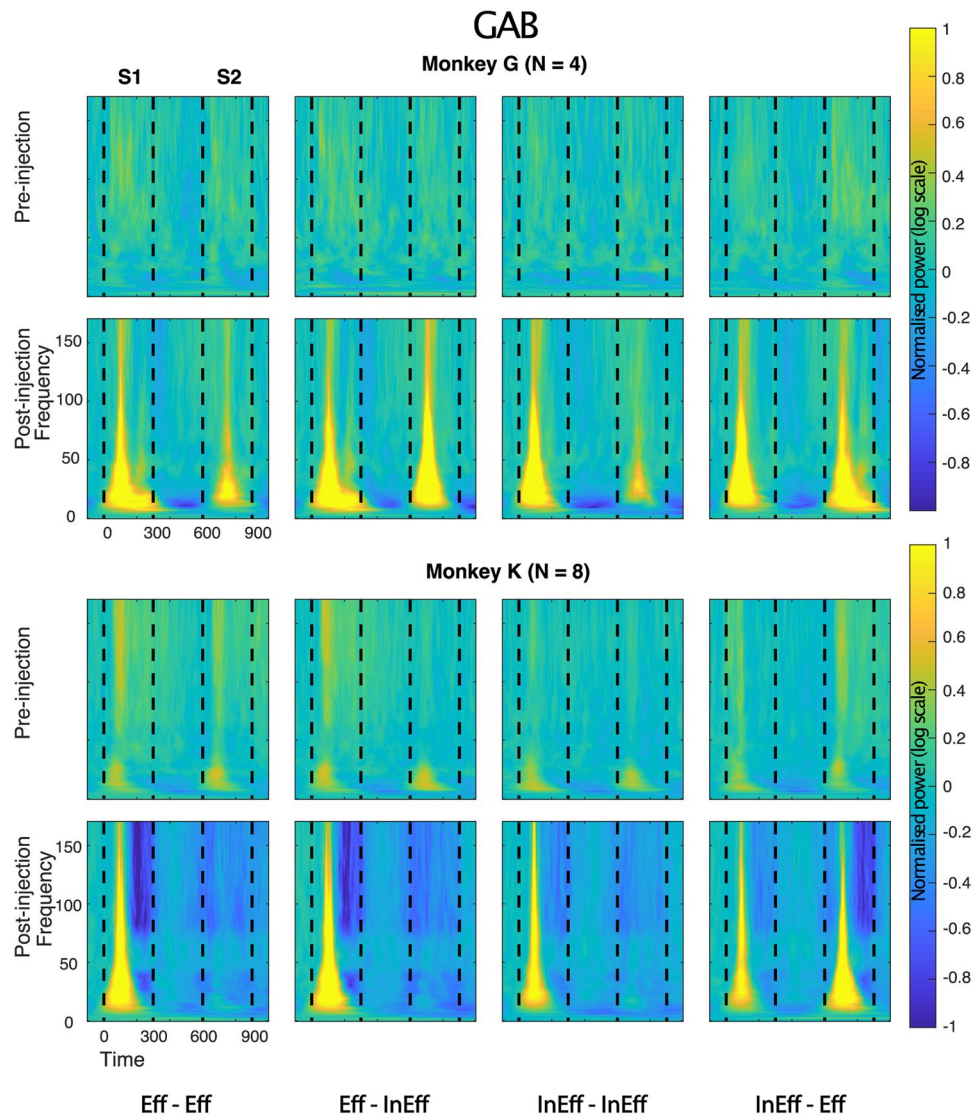 GAB
Monkey G (N = 4)
S1 S2
Pre-injection
Post-injection
Frequency
150
100
50
0
0 300 600 900
1
0.8
0.6
0.4
0.2
0
-0.2
-0.4
-0.6
-0.8
Normalised power (log scale)
Monkey K (N = 8)
Pre-injection
Post-injection
Frequency
150
100
50
0
0 300 600 900
Time
1
0.8
0.6
0.4
0.2
0
-0.2
-0.4
-0.6
-0.8
-1
Normalised power (log scale)
Eff - Eff Eff - InEff InEff - InEff InEff - Eff